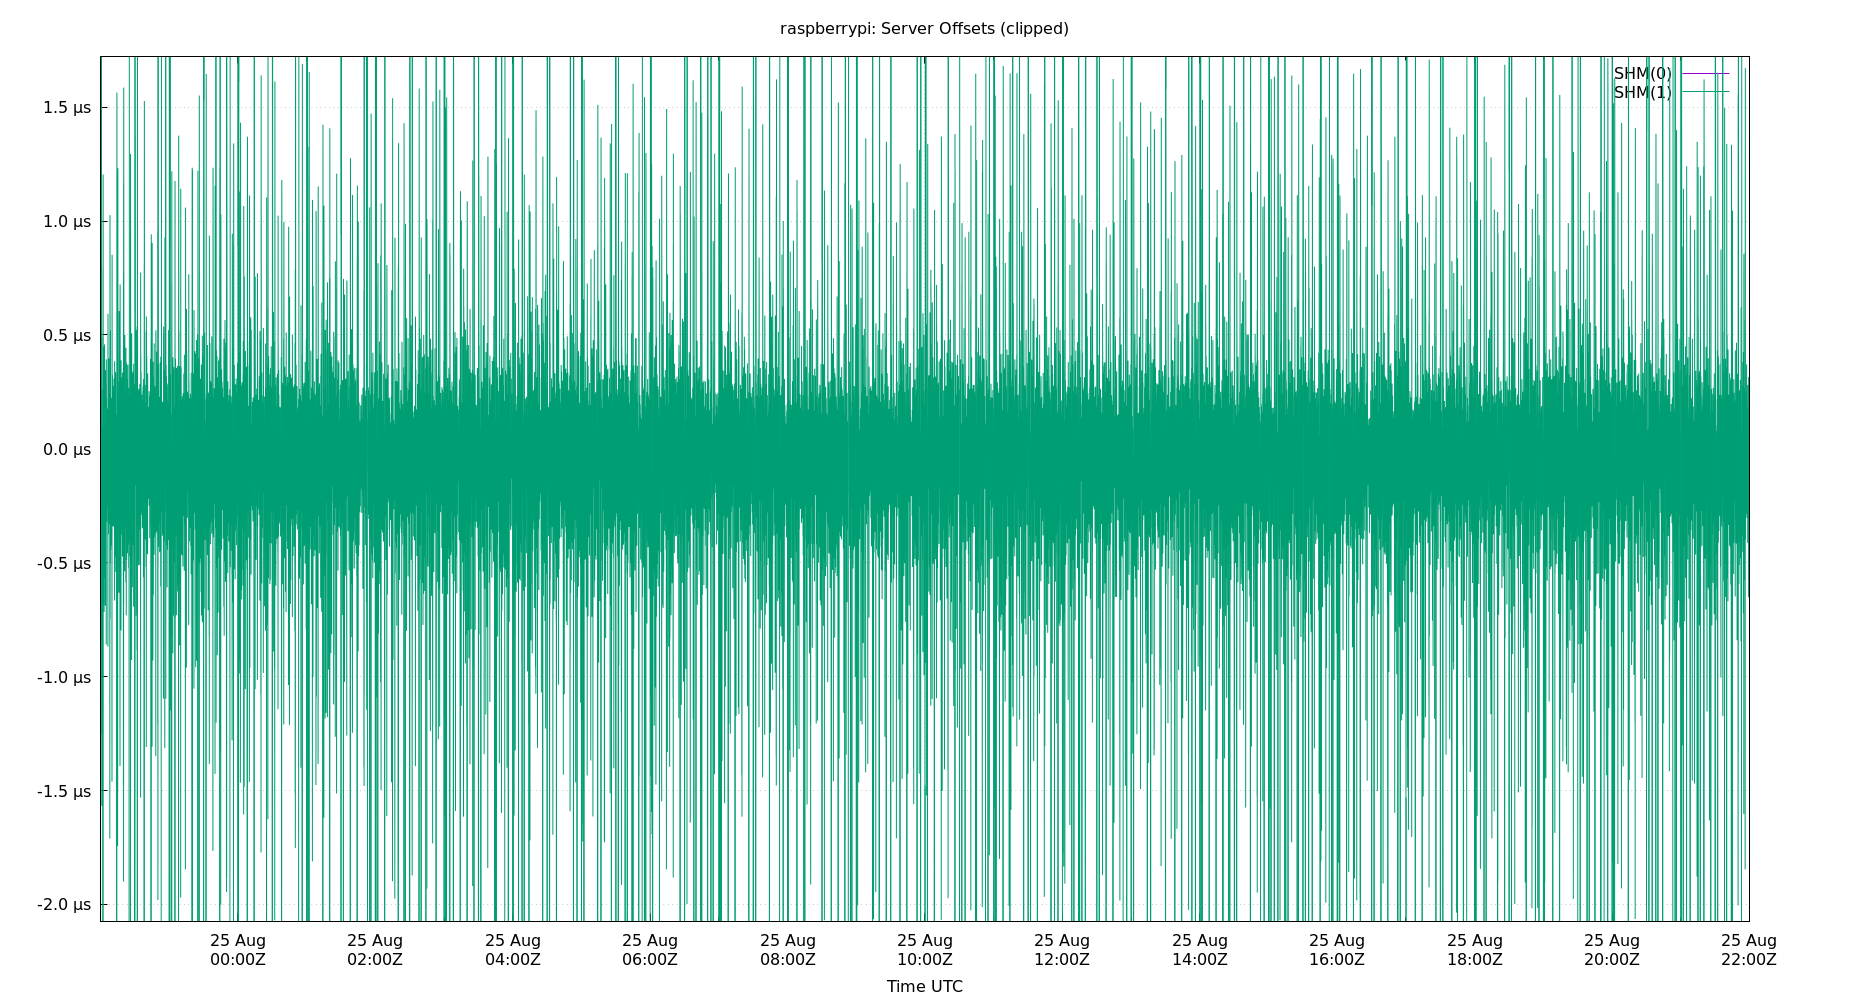 raspberrypi: Server Offsets (clipped)
SHM(0)
SHM(1)
1.5 µs
1.0 µs
0.5 µs
0.0 µs
-0.5 µs
-1.0 µs
-1.5 µs
-2.0 µs
25 Aug 25 Aug 25 Aug 25 Aug 25 Aug 25 Aug 25 Aug 25 Aug 25 Aug 25 Aug 25 Aug 25 Aug
00:00Z 02:00Z 04:00Z 06:00Z 08:00Z 10:00Z 12:00Z 14:00Z 16:00Z 18:00Z 20:00Z 22:00Z
Time UTC